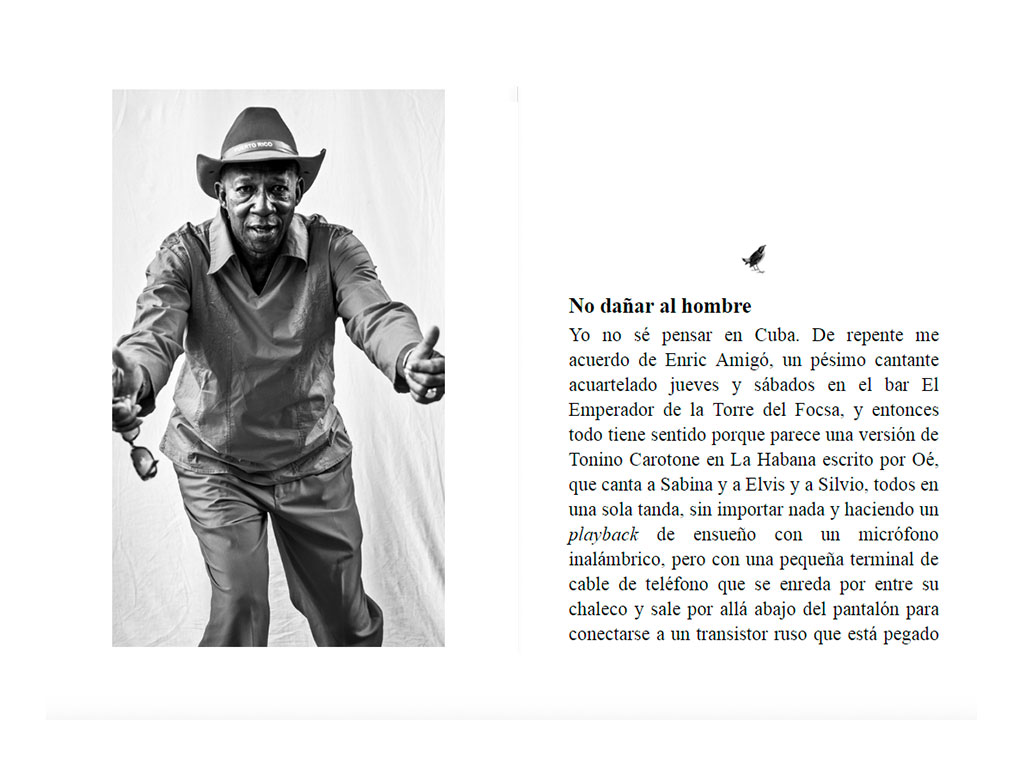 PUERTO RICO
No dañar al hombre
Yo no sé pensar en Cuba. De repente me
acuerdo de Enric Amigó, un pésimo cantante
acuartelado jueves y sábados en el bar El
Emperador de la Torre del Focsa, y entonces
todo tiene sentido porque parece una versión de
Tonino Carotone en La Habana escrito por Oé,
que canta a Sabina y a Elvis y a Silvio, todos en
una sola tanda, sin importar nada y haciendo un
playback de ensueño con un micrófono
inalámbrico, pero con una pequeña terminal de
cable de teléfono que se enreda por entre su
chaleco y sale por allá abajo del pantalón para
conectarse a un transistor ruso que está pegado